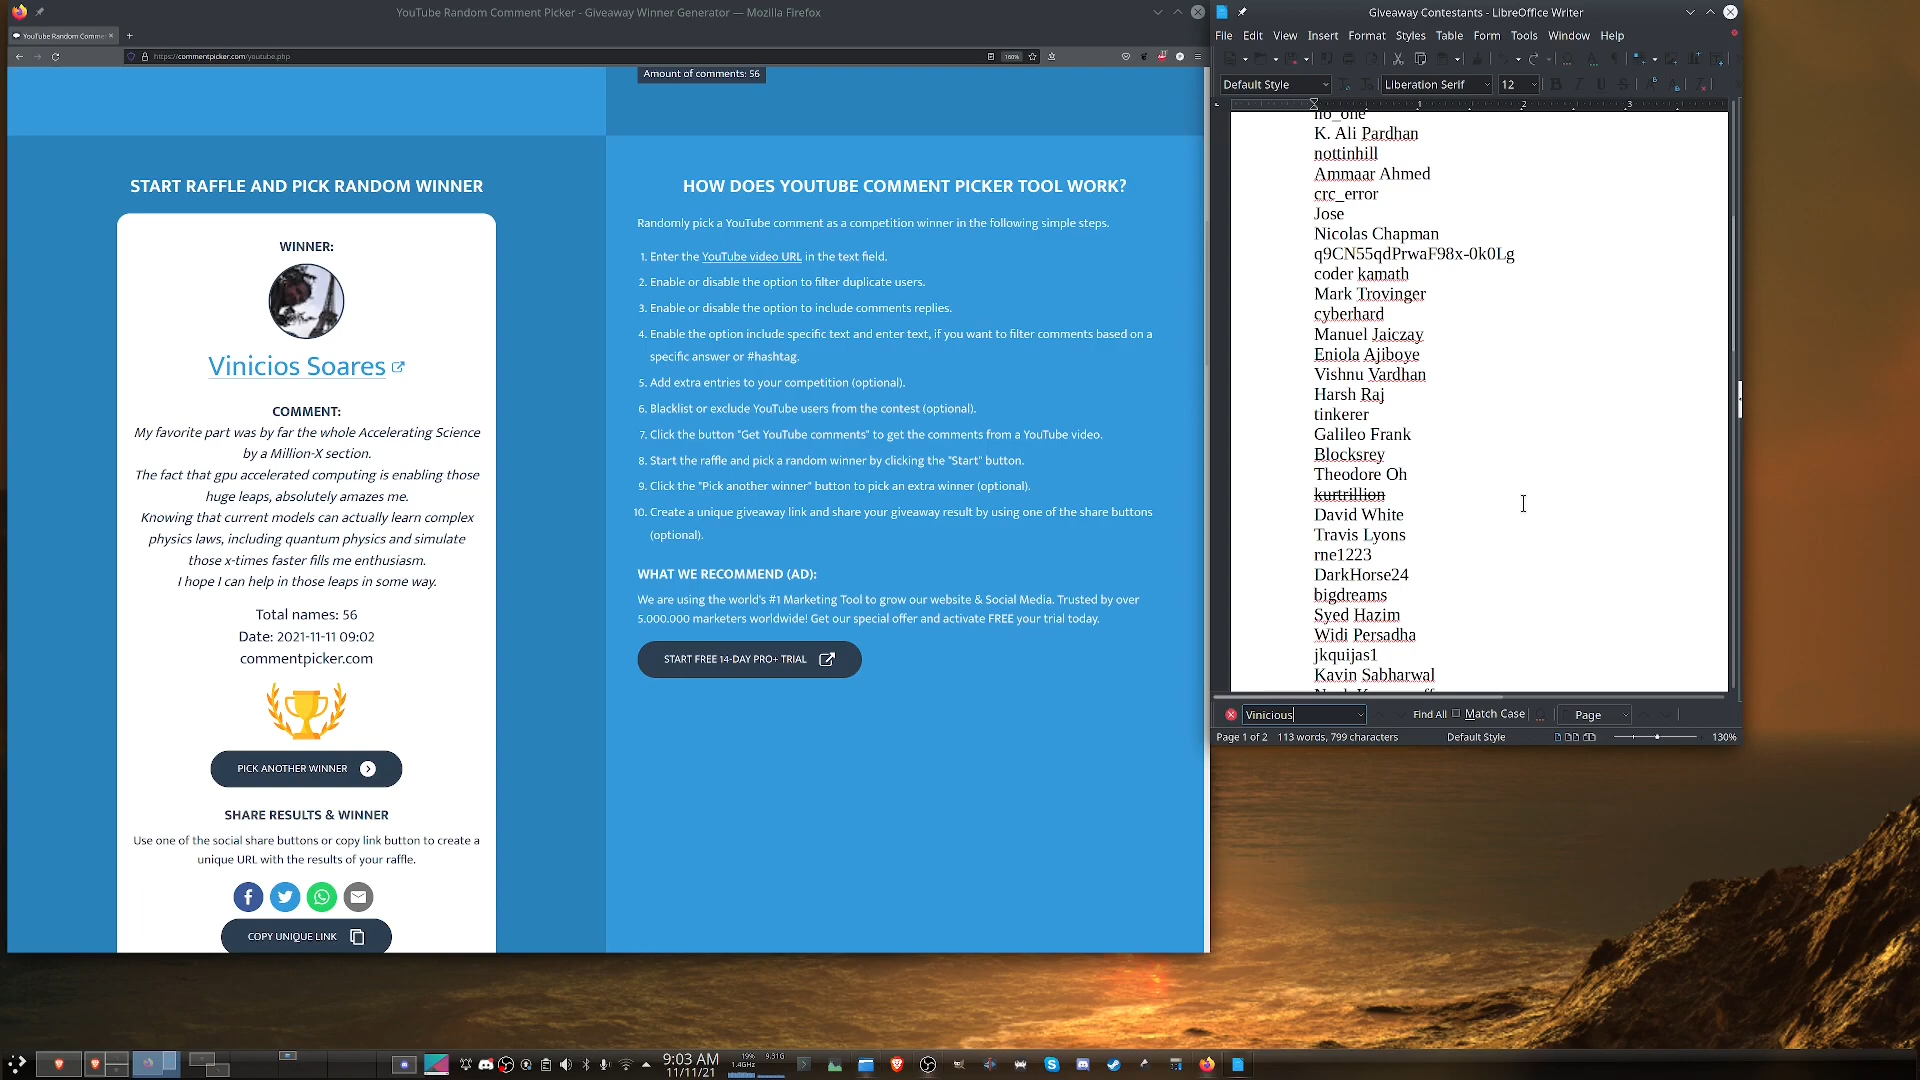 YouTube Random Comment Picker - Giveaway Winner Generator — Mozilla Firefox
YouTube Random Comme
https://commentpicker.com/youtube.php
160%
Amount of comments: 56
START RAFFLE AND PICK RANDOM WINNER
WINNER:
Vinicios Soares
COMMENT:
My favorite part was by far the whole Accelerating Science
by a Million-X section.
The fact that gpu accelerated computing is enabling those
huge leaps, absolutely amazes me.
Knowing that current models can actually learn complex
physics laws, including quantum physics and simulate
those x-times faster fills me enthusiasm.
I hope I can help in those leaps in some way.
Total names: 56
Date: 2021-11-11 09:02
commentpicker.com
PICK ANOTHER WINNER
SHARE RESULTS & WINNER
Use one of the social share buttons or copy link button to create a
unique URL with the results of your raffle.
COPY UNIQUE LINK
HOW DOES YOUTUBE COMMENT PICKER TOOL WORK?
Randomly pick a YouTube comment as a competition winner in the following simple steps.
1. Enter the YouTube video URL in the text field.
2. Enable or disable the option to filter duplicate users.
3. Enable or disable the option to include comments replies.
4. Enable the option include specific text and enter text, if you want to filter comments based on a
specific answer or #hashtag.
5. Add extra entries to your competition (optional).
6. Blacklist or exclude YouTube users from the contest (optional).
7. Click the button "Get YouTube comments" to get the comments from a YouTube video.
8. Start the raffle and pick a random winner by clicking the "Start" button.
9. Click the "Pick another winner" button to pick an extra winner (optional).
10. Create a unique giveaway link and share your giveaway result by using one of the share buttons
(optional).
WHAT WE RECOMMEND (AD):
We are using the world's #1 Marketing Tool to grow our website & Social Media. Trusted by over
5.000.000 marketers worldwide! Get our special offer and activate FREE your trial today.
START FREE 14-DAY PRO+ TRIAL
Giveaway Contestants - LibreOffice Writer
File Edit View Insert Format Styles Table Form Tools Window Help
Default Style Liberation Serif 12
1 2 3
no_one
K. Ali Pardhan
nottinhill
Ammaar Ahmed
crc_error
Jose
Nicolas Chapman
q9CN55qdPrwaF98x-0k0Lg
coder kamath
Mark Trovinger
cyberhard
Manuel Jaiczay
Eniola Ajiboye
Vishnu Vardhan
Harsh Raj
tinkerer
Galileo Frank
Blocksrey
Theodore Oh
kurtrillion
David White
Travis Lyons
rne1223
DarkHorse24
bigdreams
Syed Hazim
Widi Persadha
jkquijas1
Kavin Sabharwal
Vinicious Find All Match Case Page
Page 1 of 2 113 words, 799 characters Default Style 130%
9:03 AM
11/11/21
19%
1.4GHz
9.31G